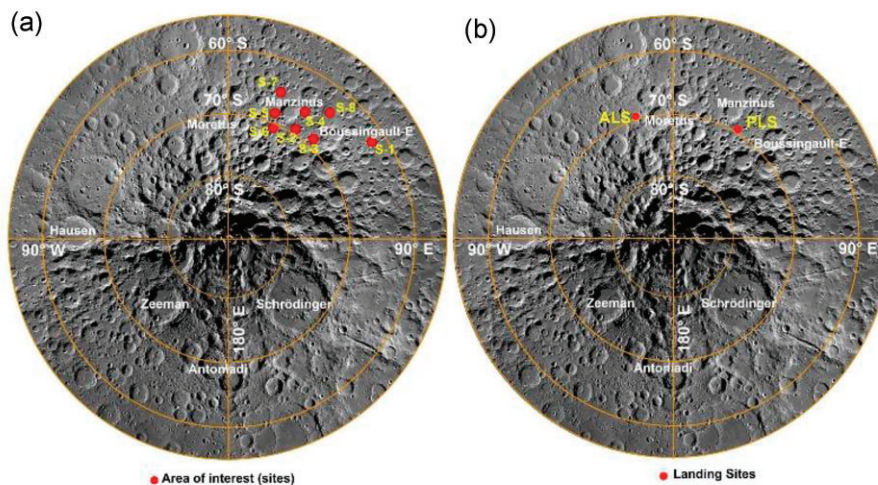 (a)
60° S
S-7
Manzinus
S-8
70° S
S-5
S-4
Moretus
S-6
Boussingault-E
S-3
S-1
80° S
Hausen
90° W
90° E
Zeeman
Schrödinger
180° E
Antoniadi
Area of interest (sites)
(b)
60° S
70° S
Manzinus
ALS
Moretus
PLS
Boussingault-E
80° S
Hausen
90° W
90° E
Zeeman
Schrödinger
180° E
Antoniadi
Landing Sites